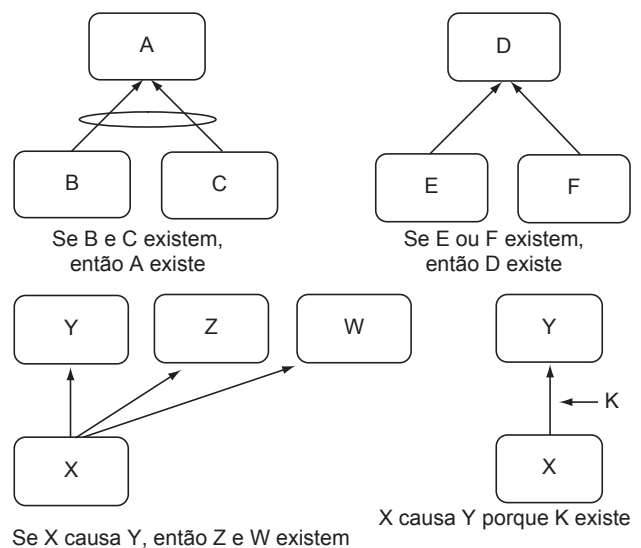 A
D
B
C
E
F
Se B e C existem,
então A existe
Se E ou F existem,
então D existe
Y
Z
W
Y
K
X
X
Se X causa Y, então Z e W existem
X causa Y porque K existe